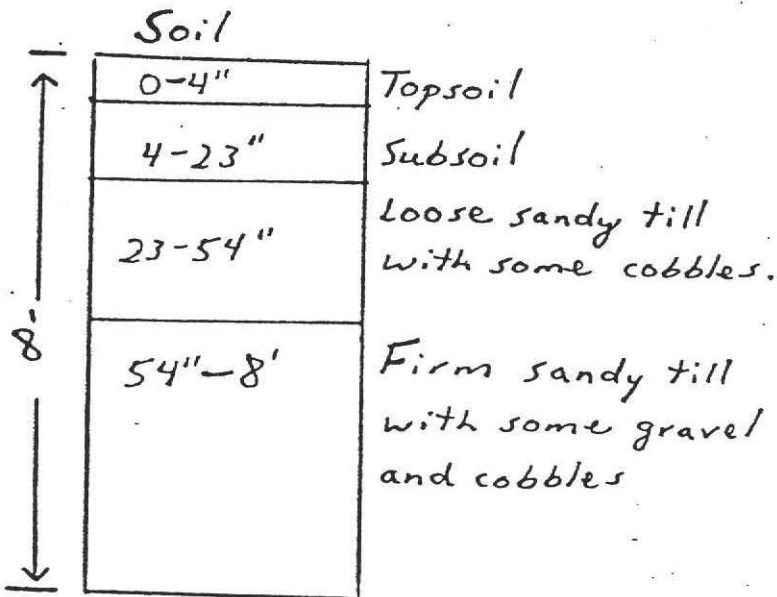 Soil
0-4" Topsoil
4-23" Subsoil
23-54" Loose sandy till
with some cobbles.
8'
54"-8' Firm sandy till
with some gravel
and cobbles